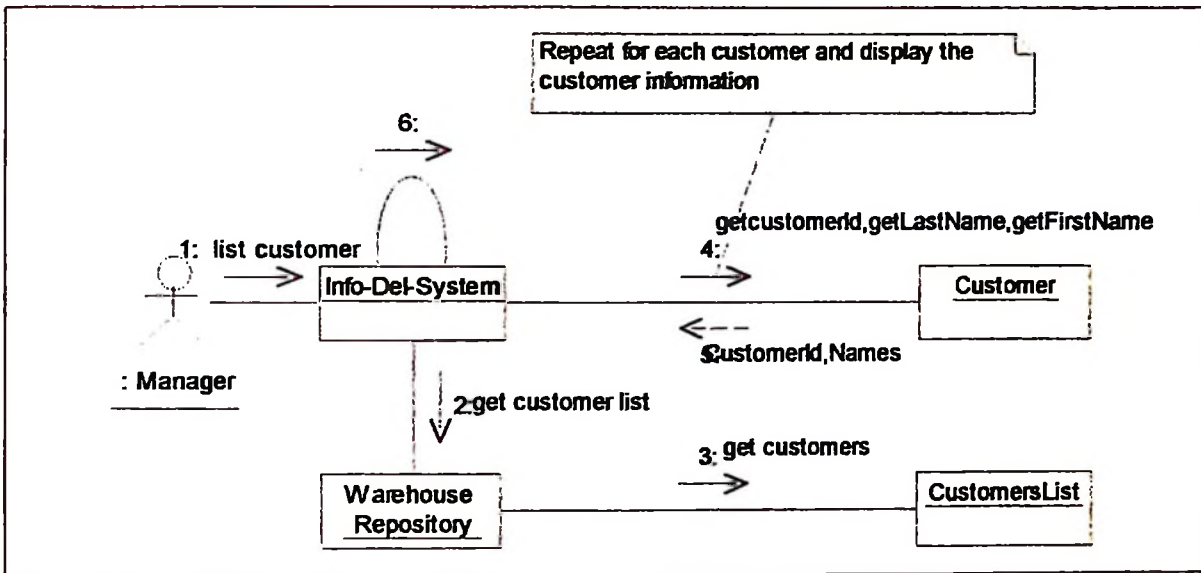 Repeat for each customer and display the
customer information
6:
getcustomerId,getLastName,getFirstName
1: list customer
4:
Info-Del-System
Customer
5:CustomerId,Names
: Manager
2:get customer list
3: get customers
Warehouse
Repository
CustomersList